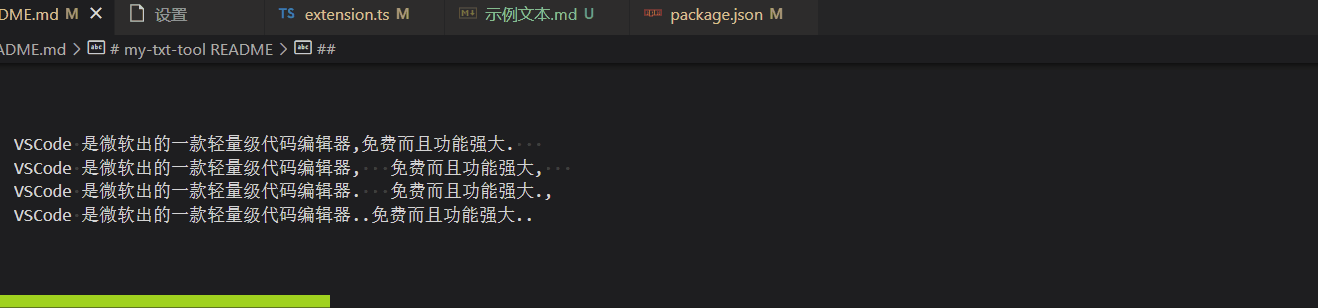 DME.md M 设置 TS extension.ts M 示例文本.md U package.json M
ADME.md > # my-txt-tool README > ##
VSCode 是微软出的一款轻量级代码编辑器,免费而且功能强大.
VSCode 是微软出的一款轻量级代码编辑器,   免费而且功能强大,
VSCode 是微软出的一款轻量级代码编辑器.   免费而且功能强大.,
VSCode 是微软出的一款轻量级代码编辑器..免费而且功能强大..